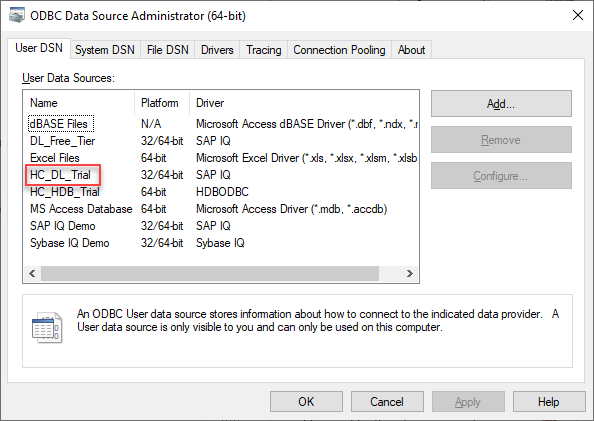 ODBC Data Source Administrator (64-bit)
User DSN System DSN File DSN Drivers Tracing Connection Pooling About
User Data Sources:
Name Platform Driver
dBASE Files N/A Microsoft Access dBASE Driver (*.dbf, *.ndx, *.m
DL_Free_Tier 32/64-bit SAP IQ
Excel Files 64-bit Microsoft Excel Driver (*.xls, *.xlsx, *.xlsm, *.xlsb
HC_DL_Trial 32/64-bit SAP IQ
HC_HDB_Trial 64-bit HDBODBC
MS Access Database 64-bit Microsoft Access Driver (*.mdb, *.accdb)
SAP IQ Demo 32/64-bit SAP IQ
Sybase IQ Demo 32/64-bit Sybase IQ
Add...
Remove
Configure...
An ODBC User data source stores information about how to connect to the indicated data provider. A
User data source is only visible to you and can only be used on this computer.
OK Cancel Apply Help